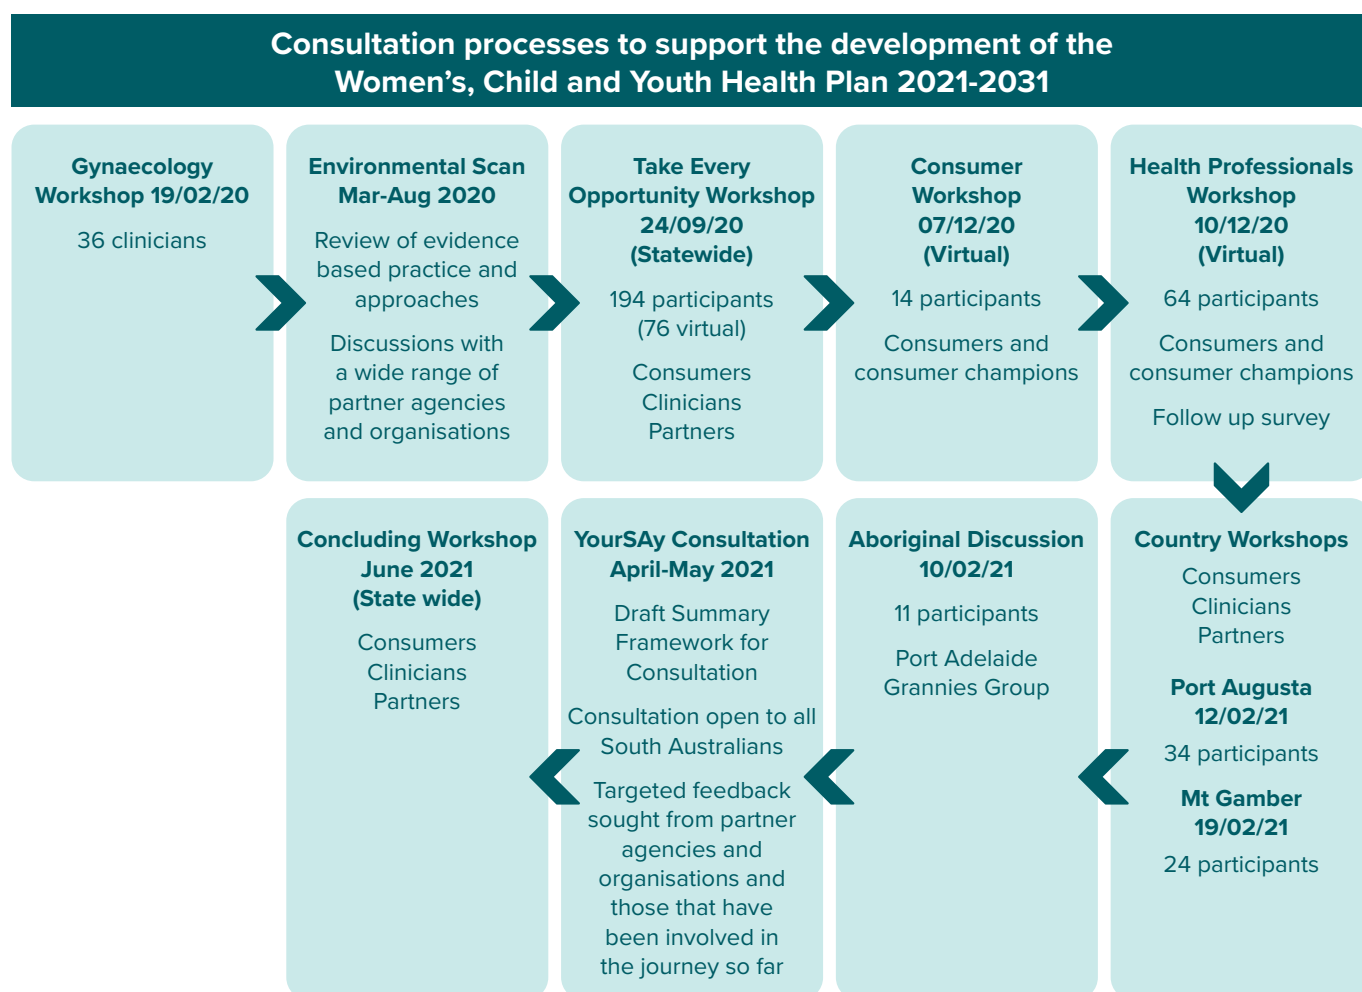 Consultation processes to support the development of the
Women’s, Child and Youth Health Plan 2021-2031
Gynaecology
Workshop 19/02/20
36 clinicians
Environmental Scan
Mar-Aug 2020
Review of evidence
based practice and
approaches
Discussions with
a wide range of
partner agencies
and organisations
Take Every
Opportunity Workshop
24/09/20
(Statewide)
194 participants
(76 virtual)
Consumers
Clinicians
Partners
Consumer
Workshop
07/12/20
(Virtual)
14 participants
Consumers and
consumer champions
Health Professionals
Workshop
10/12/20
(Virtual)
64 participants
Consumers and
consumer champions
Follow up survey
Country Workshops
Consumers
Clinicians
Partners
Port Augusta
12/02/21
34 participants
Mt Gamber
19/02/21
24 participants
Aboriginal Discussion
10/02/21
11 participants
Port Adelaide
Grannies Group
YourSAy Consultation
April-May 2021
Draft Summary
Framework for
Consultation
Consultation open to all
South Australians
Targeted feedback
sought from partner
agencies and
organisations and
those that have
been involved in
the journey so far
Concluding Workshop
June 2021
(State wide)
Consumers
Clinicians
Partners